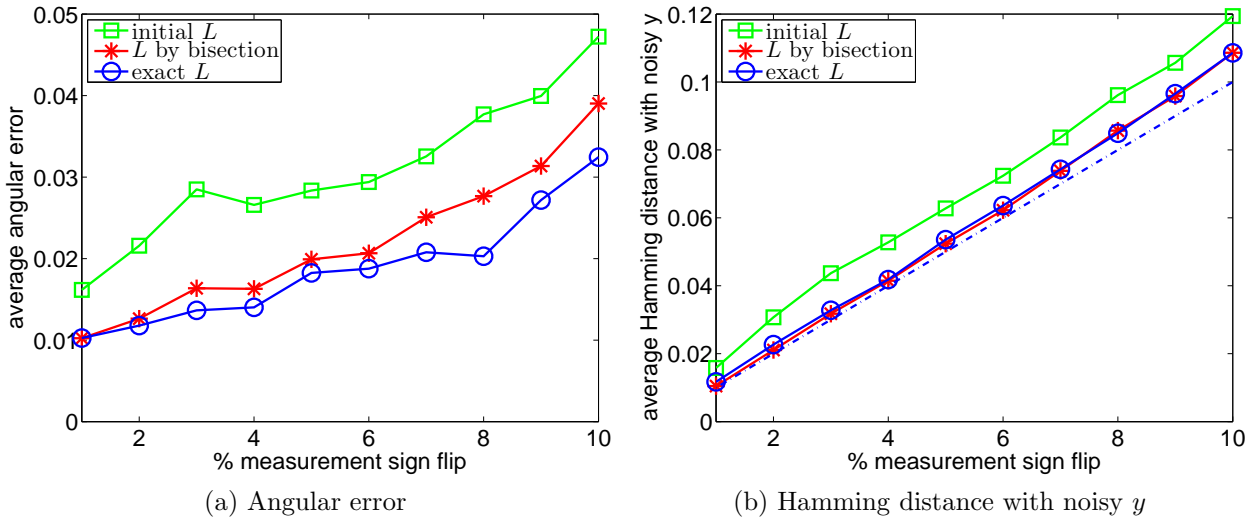 0.05
0.04
0.03
0.02
0.01
0
2
4
6
8
10
average angular error
% measurement sign flip
initial L
L by bisection
exact L
(a) Angular error
0.12
0.1
0.08
0.06
0.04
0.02
0
2
4
6
8
10
average Hamming distance with noisy y
% measurement sign flip
initial L
L by bisection
exact L
(b) Hamming distance with noisy y